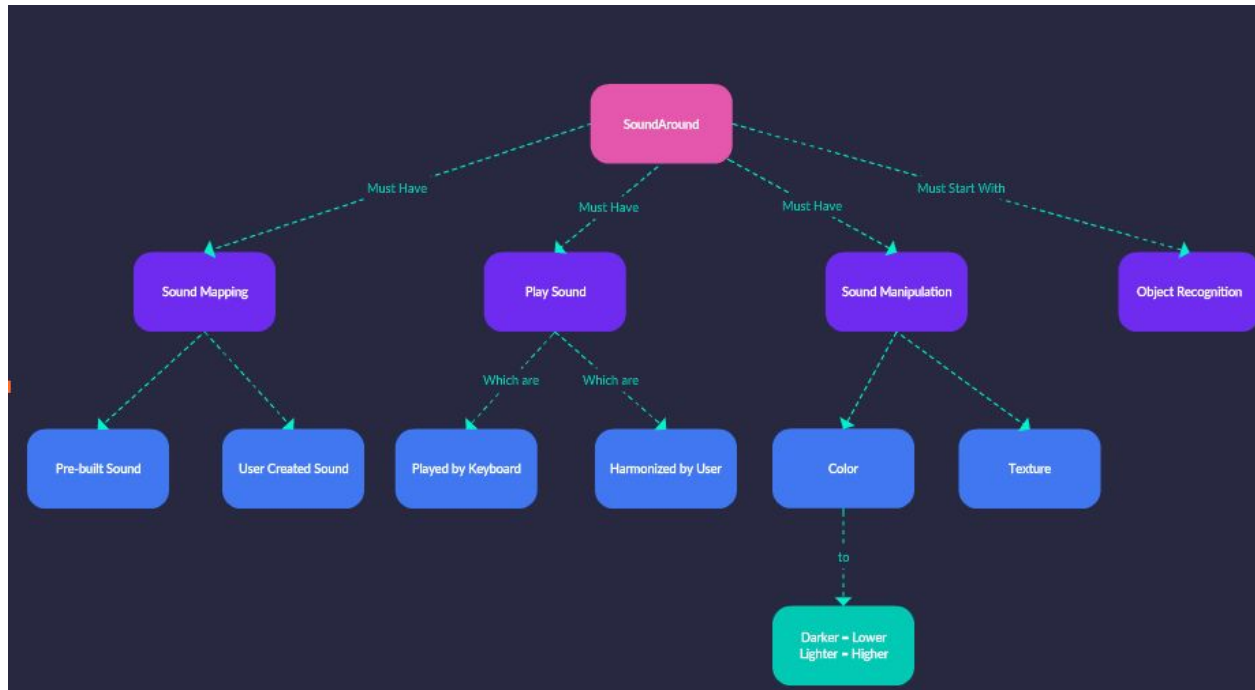 SoundAround
Must Have
Must Have
Must Have
Must Start With
Sound Mapping
Play Sound
Sound Manipulation
Object Recognition
Which are
Which are
Pre-built Sound
User Created Sound
Played by Keyboard
Harmonized by User
Color
Texture
to
Darker = Lower
Lighter = Higher